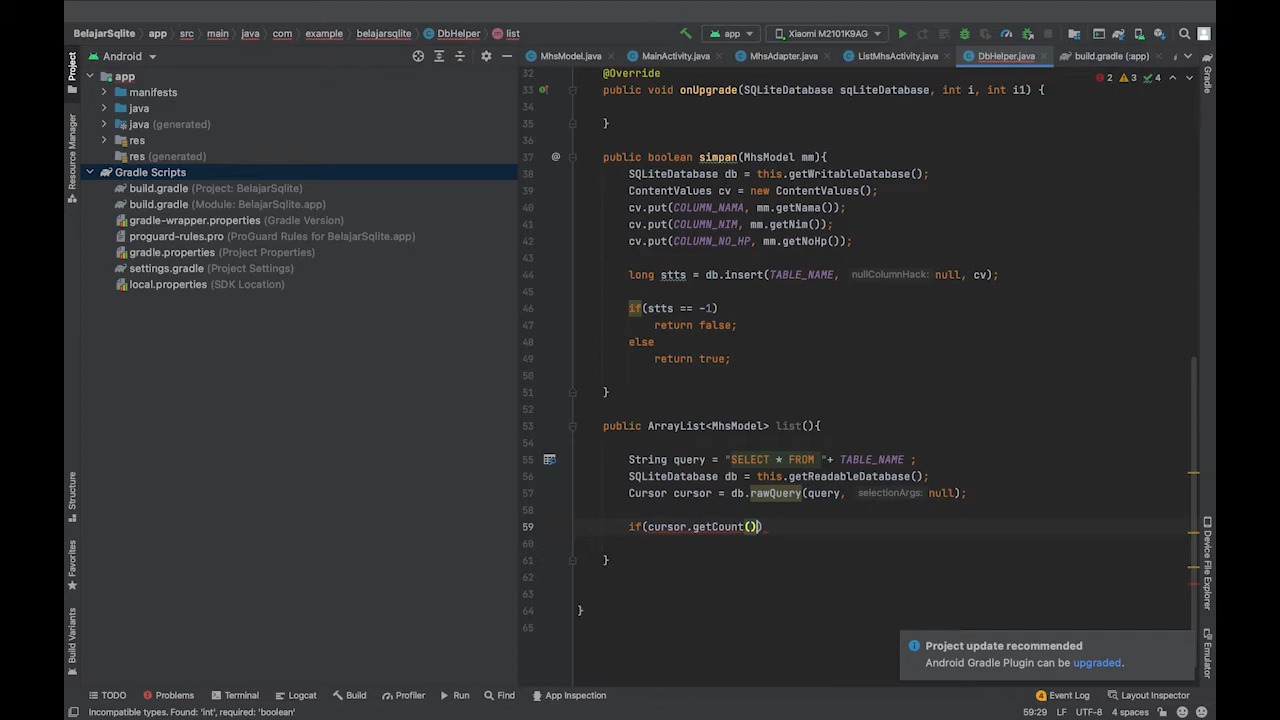 BelajarSqlite app src main java com example belajarsqlite DbHelper list app Xiaomi M2101K9AG
Android MhsModel.java MainActivity.java MhsAdapter.java ListMhsActivity.java DbHelper.java build.gradle (:app)
Project
Resource Manager
Structure
Favorites
Build Variants
app
manifests
java
java (generated)
res
res (generated)
Gradle Scripts
build.gradle (Project: BelajarSqlite)
build.gradle (Module: BelajarSqlite.app)
gradle-wrapper.properties (Gradle Version)
proguard-rules.pro (ProGuard Rules for BelajarSqlite.app)
gradle.properties (Project Properties)
settings.gradle (Project Settings)
local.properties (SDK Location)
2 3 4
32 @Override
33 public void onUpgrade(SQLiteDatabase sqLiteDatabase, int i, int i1) {
34
35 }
36
37 @ public boolean simpan(MhsModel mm){
38 SQLiteDatabase db = this.getWritableDatabase();
39 ContentValues cv = new ContentValues();
40 cv.put(COLUMN_NAMA, mm.getNama());
41 cv.put(COLUMN_NIM, mm.getNim());
42 cv.put(COLUMN_NO_HP, mm.getNoHp());
43
44 long stts = db.insert(TABLE_NAME, nullColumnHack: null, cv);
45
46 if(stts == -1)
47 return false;
48 else
49 return true;
50
51 }
52
53 public ArrayList<MhsModel> list(){
54
55 String query = "SELECT * FROM "+ TABLE_NAME ;
56 SQLiteDatabase db = this.getReadableDatabase();
57 Cursor cursor = db.rawQuery(query, selectionArgs: null);
58
59 if(cursor.getCount())
60
61 }
62
63
64 }
65
Gradle
Device File Explorer
Emulator
Project update recommended
Android Gradle Plugin can be upgraded.
TODO Problems Terminal Logcat Build Profiler Run Find App Inspection 4 Event Log Layout Inspector
Incompatible types. Found: 'int', required: 'boolean' 59:29 LF UTF-8 4 spaces